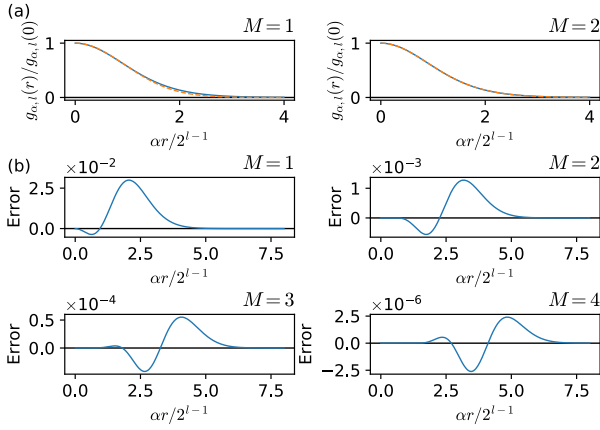 (a)
M = 1
M = 2
g_{α,l}(r)/g_{α,l}(0)
1
0
0
2
4
αr/2^{l−1}
g_{α,l}(r)/g_{α,l}(0)
1
0
0
2
4
αr/2^{l−1}
(b)
×10^{−2}
M = 1
Error
2.5
0.0
0.0
2.5
5.0
7.5
αr/2^{l−1}
×10^{−3}
M = 2
Error
1
0
0.0
2.5
5.0
7.5
αr/2^{l−1}
×10^{−4}
M = 3
Error
0.5
0.0
0.0
2.5
5.0
7.5
αr/2^{l−1}
×10^{−6}
M = 4
Error
2.5
0.0
−2.5
0.0
2.5
5.0
7.5
αr/2^{l−1}